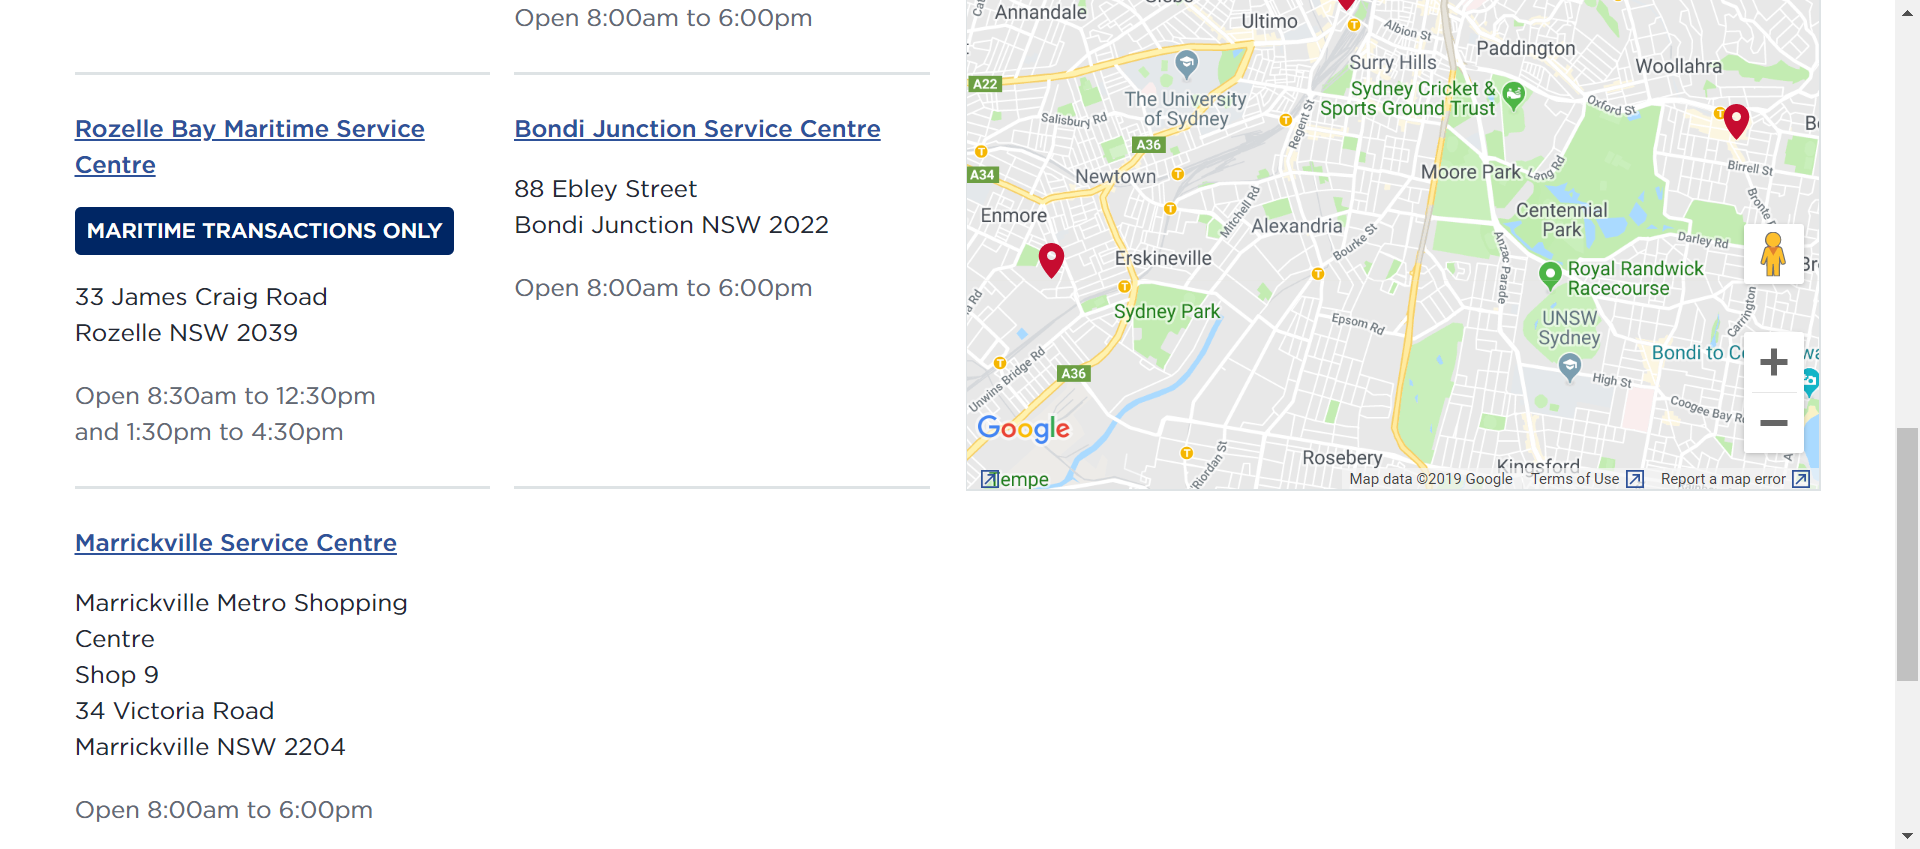 Open 8:00am to 6:00pm
Rozelle Bay Maritime Service
Centre
MARITIME TRANSACTIONS ONLY
33 James Craig Road
Rozelle NSW 2039
Open 8:30am to 12:30pm
and 1:30pm to 4:30pm
Bondi Junction Service Centre
88 Ebley Street
Bondi Junction NSW 2022
Open 8:00am to 6:00pm
Marrickville Service Centre
Marrickville Metro Shopping
Centre
Shop 9
34 Victoria Road
Marrickville NSW 2204
Open 8:00am to 6:00pm
Annandale
Ultimo
Albion St
Paddington
Surry Hills
Woollahra
A22
The University
of Sydney
Sydney Cricket &
Sports Ground Trust
Oxford St
Salisbury Rd
Regent St
A36
A34
Newtown
Moore Park
Lang Rd
Birrell St
Enmore
Mitchell Rd
Alexandria
Centennial
Park
Bronte
Bourke St
Darley Rd
Erskineville
Anzac Parade
Royal Randwick
Racecourse
Sydney Park
Epsom Rd
UNSW
Sydney
Carrington
Bondi to C
Unwins Bridge Rd
A36
High St
Coogee Bay R
Google
Riordan St
Rosebery
Kingsford
empe
Map data ©2019 Google
Terms of Use
Report a map error